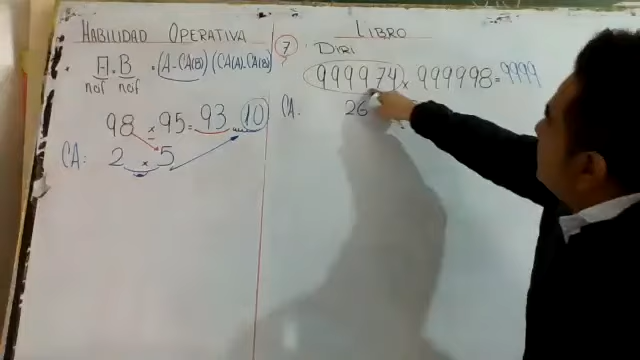 HABILIDAD OPERATIVA
A . B = (A - CA(B)) (CA(A) . CA(B))
nof nof
98 x 95 = 93 10
CA: 2 x 5
LIBRO
7 DIRI
999974 x 999998 = 9999
CA. 26